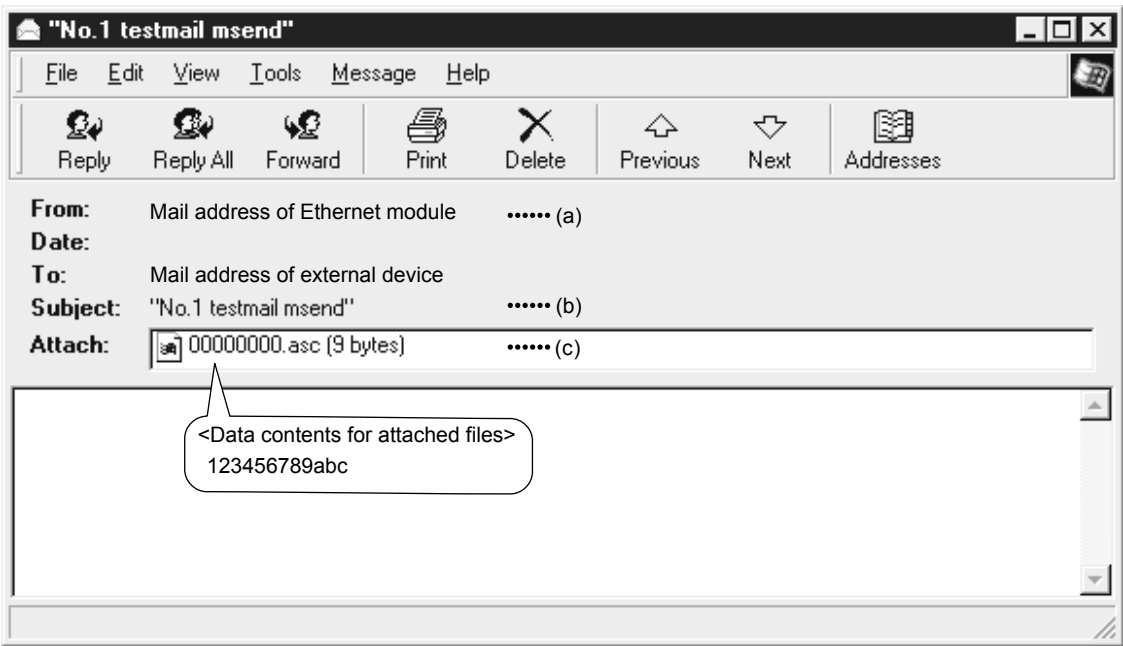 "No.1 testmail msend"
File Edit View Tools Message Help
Reply Reply All Forward Print Delete Previous Next Addresses
From: Mail address of Ethernet module •••••• (a)
Date:
To: Mail address of external device
Subject: "No.1 testmail msend" •••••• (b)
Attach: 00000000.asc (9 bytes) •••••• (c)
<Data contents for attached files>
123456789abc